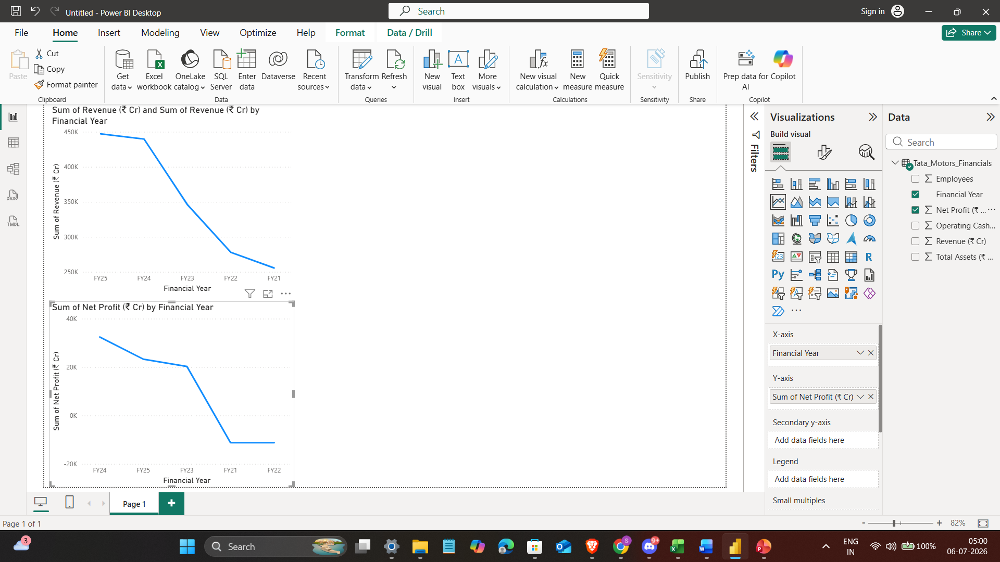 Untitled - Power BI Desktop
Search
Sign in
File
Home
Insert
Modeling
View
Optimize
Help
Format
Data / Drill
Share
Paste
Cut
Copy
Format painter
Clipboard
Get data
Excel workbook
OneLake catalog
SQL Server
Enter data
Dataverse
Recent sources
Data
Transform data
Refresh
Queries
New visual
Text box
More visuals
Insert
New visual calculation
New measure
Quick measure
Calculations
Sensitivity
Sensitivity
Publish
Share
Prep data for AI
Copilot
Copilot
DAX
TMDL
Sum of Revenue (₹ Cr) and Sum of Revenue (₹ Cr) by
Financial Year
450K
400K
350K
300K
250K
Sum of Revenue (₹ Cr)
FY25 FY24 FY23 FY22 FY21
Financial Year
Sum of Net Profit (₹ Cr) by Financial Year
40K
20K
0K
-20K
Sum of Net Profit (₹ Cr)
FY24 FY25 FY23 FY21 FY22
Financial Year
Filters
Visualizations
Build visual
123
R
Py
X-axis
Financial Year
Y-axis
Sum of Net Profit (₹ Cr)
Secondary y-axis
Add data fields here
Legend
Add data fields here
Small multiples
Data
Search
Tata_Motors_Financials
Employees
Financial Year
Net Profit (₹ ...
Operating Cash...
Revenue (₹ Cr)
Total Assets (₹ ...
Page 1
Page 1 of 1
82%
3
Search
S
9+
ENG
IN
100%
05:00
06-07-2026